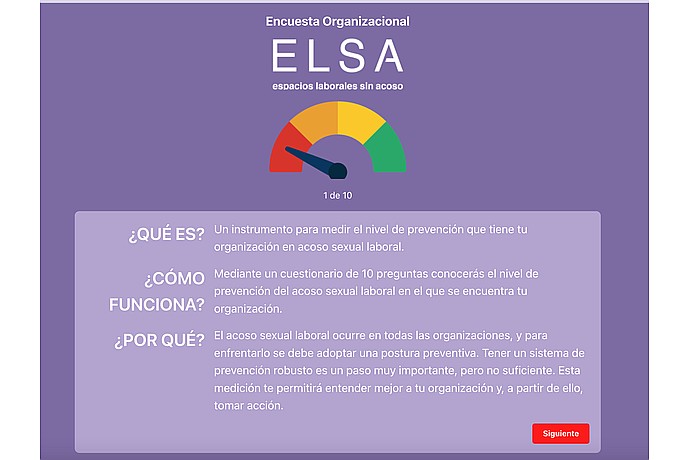 Encuesta Organizacional
ELSA
espacios laborales sin acoso
1 de 10
¿QUÉ ES?
Un instrumento para medir el nivel de prevención que tiene tu
organización en acoso sexual laboral.
¿CÓMO
FUNCIONA?
Mediante un cuestionario de 10 preguntas conocerás el nivel de
prevención del acoso sexual laboral en el que se encuentra tu
organización.
¿POR QUÉ?
El acoso sexual laboral ocurre en todas las organizaciones, y para
enfrentarlo se debe adoptar una postura preventiva. Tener un sistema de
prevención robusto es un paso muy importante, pero no suficiente. Esta
medición te permitirá entender mejor a tu organización y, a partir de ello,
tomar acción.
Siguiente